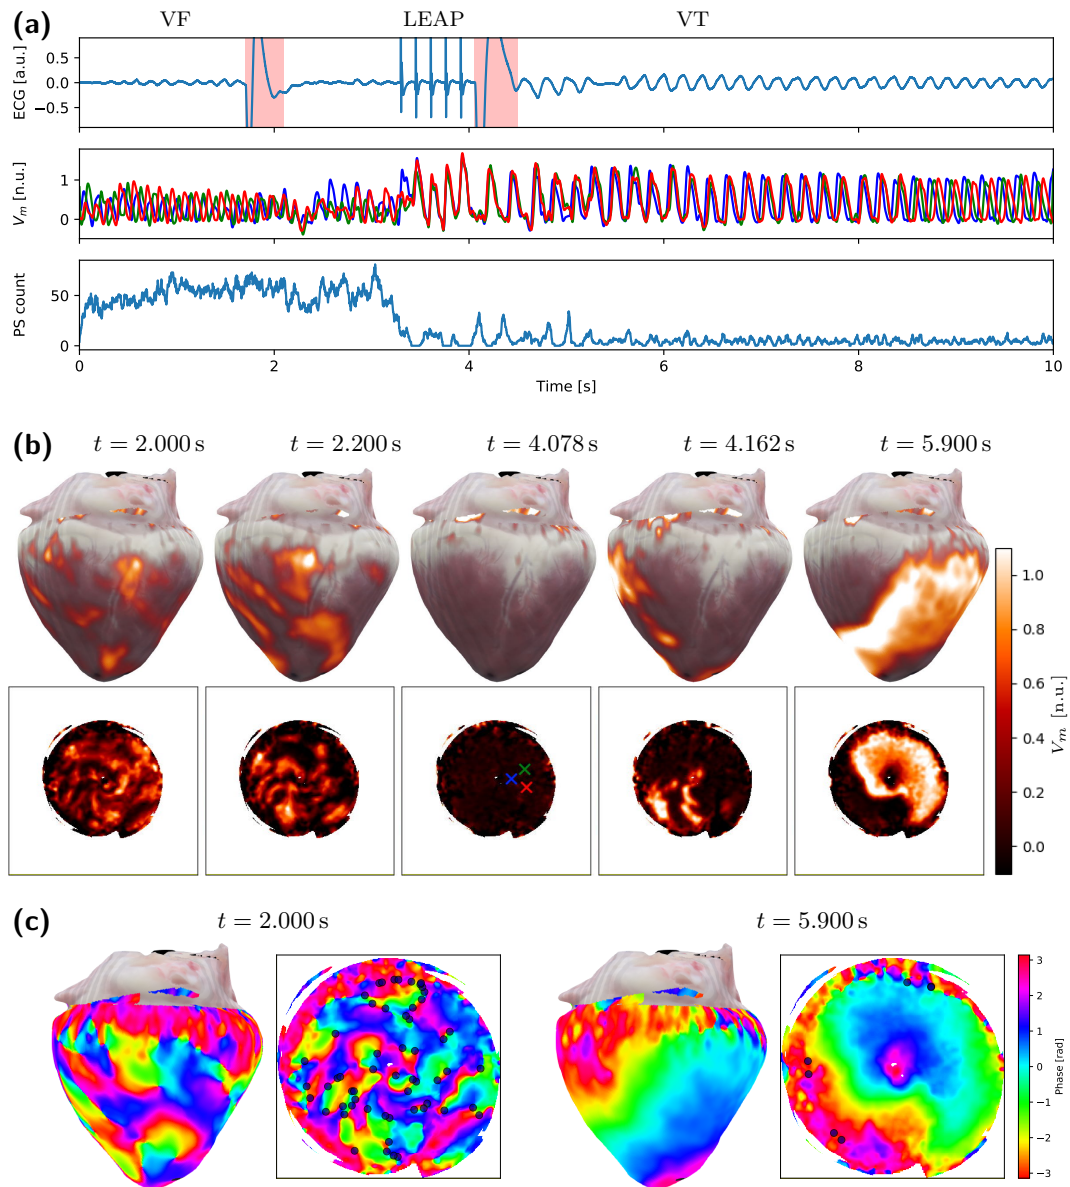 (a)
VF LEAP VT
ECG [a.u.]
0.5
0.0
−0.5
V_m [n.u.]
1
0
PS count
50
0
0 2 4 6 8 10
Time [s]
(b)
t = 2.000 s t = 2.200 s t = 4.078 s t = 4.162 s t = 5.900 s
1.0
0.8
0.6
0.4
0.2
0.0
V_m [n.u.]
(c)
t = 2.000 s t = 5.900 s
3
2
1
0
−1
−2
−3
Phase [rad]